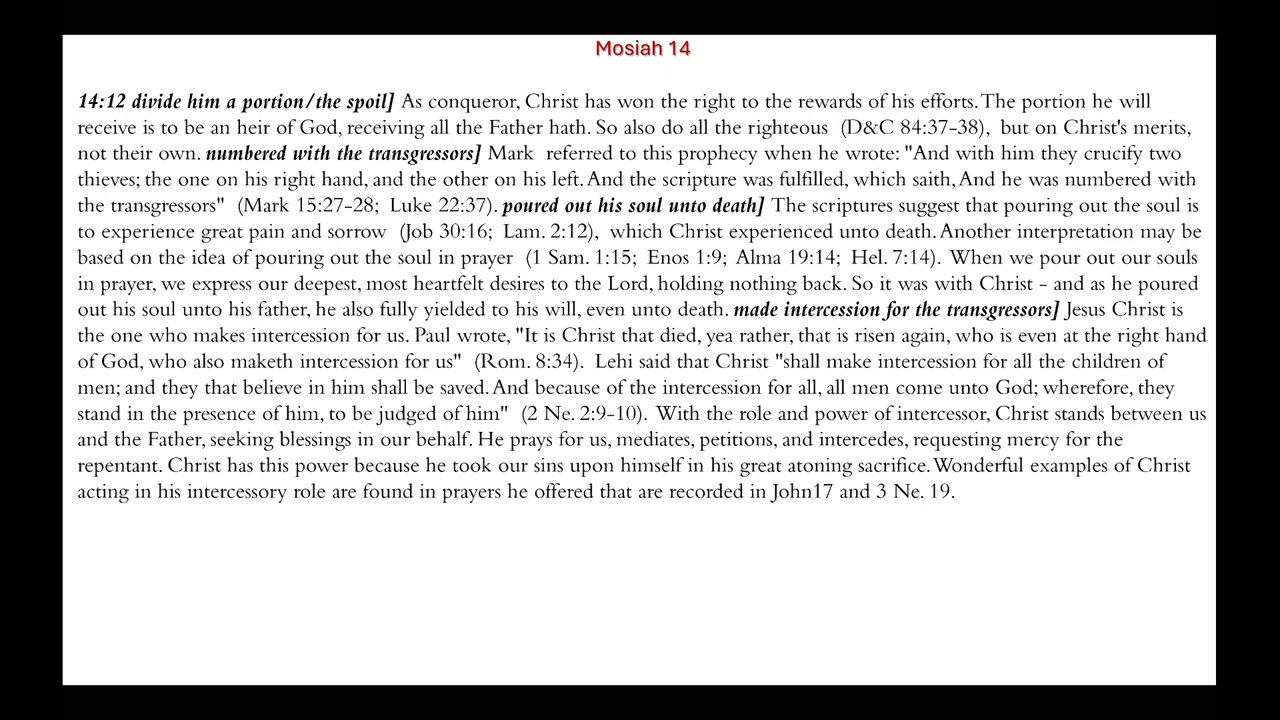 Mosiah 14
14:12 divide him a portion/the spoil] As conqueror, Christ has won the right to the rewards of his efforts. The portion he will
receive is to be an heir of God, receiving all the Father hath. So also do all the righteous (D&C 84:37-38), but on Christ's merits,
not their own. numbered with the transgressors] Mark referred to this prophecy when he wrote: "And with him they crucify two
thieves; the one on his right hand, and the other on his left. And the scripture was fulfilled, which saith, And he was numbered with
the transgressors" (Mark 15:27-28; Luke 22:37). poured out his soul unto death] The scriptures suggest that pouring out the soul is
to experience great pain and sorrow (Job 30:16; Lam. 2:12), which Christ experienced unto death. Another interpretation may be
based on the idea of pouring out the soul in prayer (1 Sam. 1:15; Enos 1:9; Alma 19:14; Hel. 7:14). When we pour out our souls
in prayer, we express our deepest, most heartfelt desires to the Lord, holding nothing back. So it was with Christ - and as he poured
out his soul unto his father, he also fully yielded to his will, even unto death. made intercession for the transgressors] Jesus Christ is
the one who makes intercession for us. Paul wrote, "It is Christ that died, yea rather, that is risen again, who is even at the right hand
of God, who also maketh intercession for us" (Rom. 8:34). Lehi said that Christ "shall make intercession for all the children of
men; and they that believe in him shall be saved. And because of the intercession for all, all men come unto God; wherefore, they
stand in the presence of him, to be judged of him" (2 Ne. 2:9-10). With the role and power of intercessor, Christ stands between us
and the Father, seeking blessings in our behalf. He prays for us, mediates, petitions, and intercedes, requesting mercy for the
repentant. Christ has this power because he took our sins upon himself in his great atoning sacrifice. Wonderful examples of Christ
acting in his intercessory role are found in prayers he offered that are recorded in John17 and 3 Ne. 19.